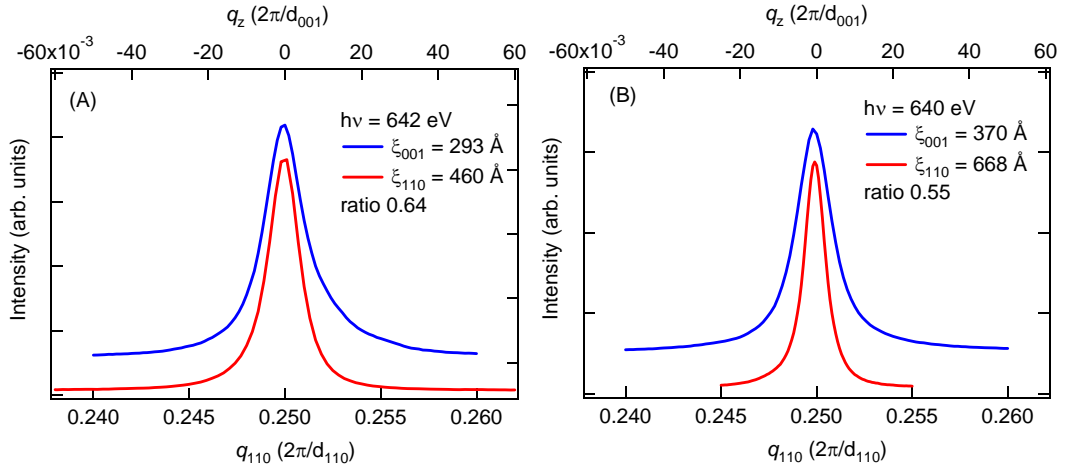 q_z (2π/d_001)
-60x10^-3 -40 -20 0 20 40 60
(A)
hν = 642 eV
ξ_001 = 293 Å
ξ_110 = 460 Å
ratio 0.64
Intensity (arb. units)
0.240 0.245 0.250 0.255 0.260
q_110 (2π/d_110)
q_z (2π/d_001)
-60x10^-3 -40 -20 0 20 40 60
(B)
hν = 640 eV
ξ_001 = 370 Å
ξ_110 = 668 Å
ratio 0.55
Intensity (arb. units)
0.240 0.245 0.250 0.255 0.260
q_110 (2π/d_110)